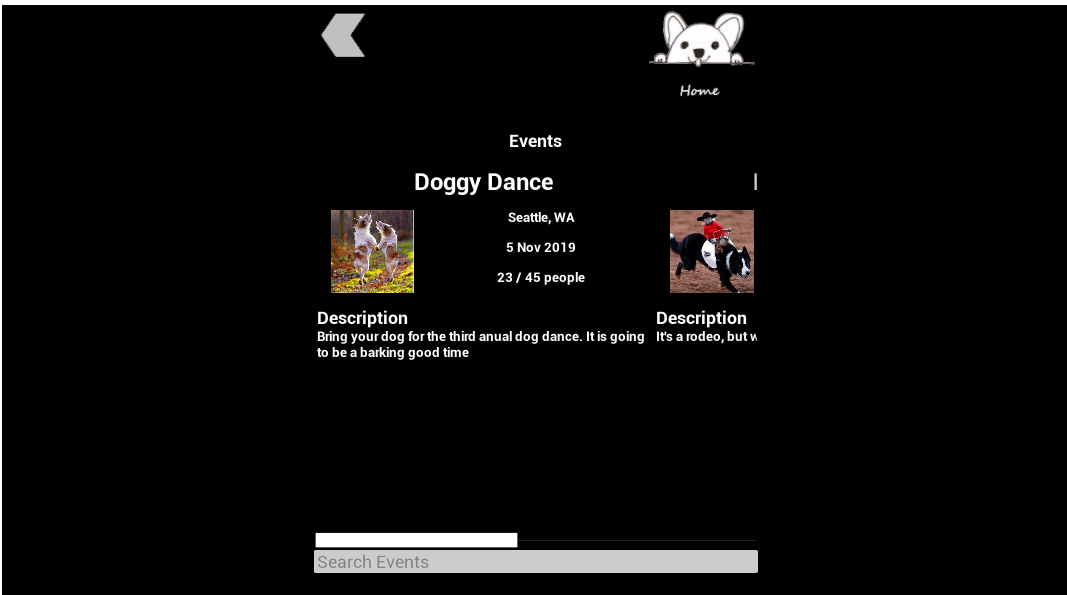 Home
Events
Doggy Dance
Seattle, WA
5 Nov 2019
23 / 45 people
Description
Bring your dog for the third anual dog dance. It is going
to be a barking good time
Description
It's a rodeo, but
Search Events